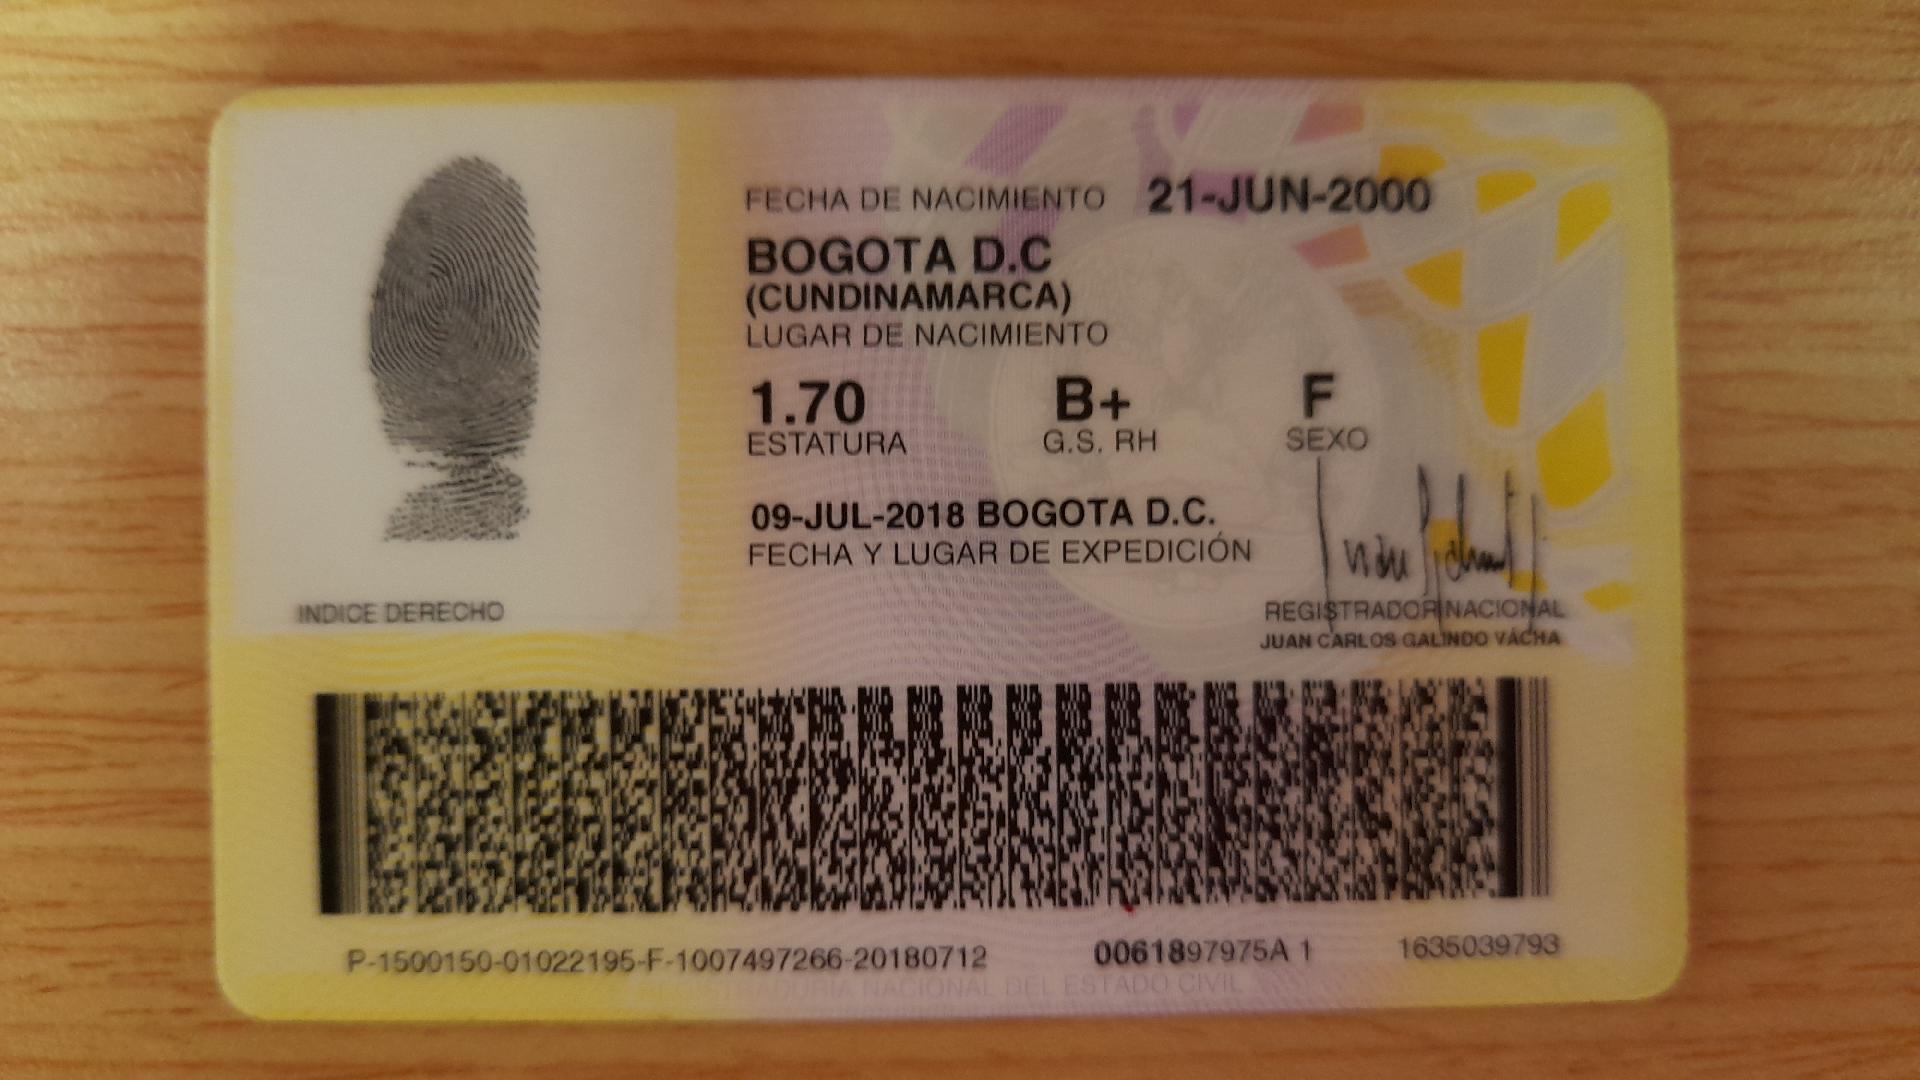 FECHA DE NACIMIENTO 21-JUN-2000
BOGOTA D.C
(CUNDINAMARCA)
LUGAR DE NACIMIENTO
1.70 B+ F
ESTATURA G.S. RH SEXO
09-JUL-2018 BOGOTA D.C.
FECHA Y LUGAR DE EXPEDICIÓN
INDICE DERECHO
REGISTRADOR NACIONAL
JUAN CARLOS GALINDO VÁCHA
P-1500150-01022195-F-1007497266-20180712 0061897975A 1 1635039793
REGISTRADURIA NACIONAL DEL ESTADO CIVIL